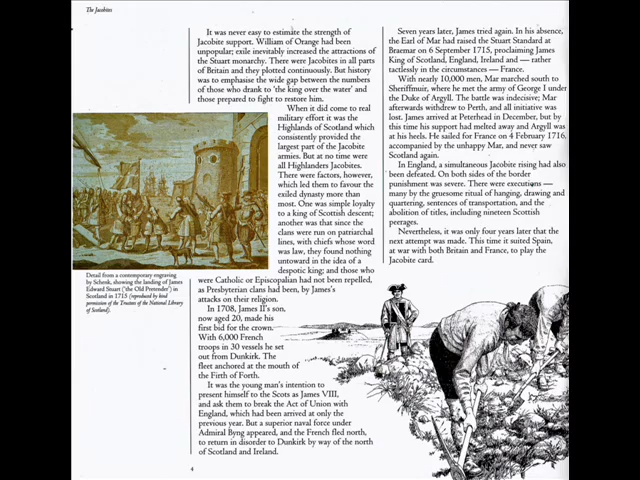 The Jacobites
It was never easy to estimate the strength of
Jacobite support. William of Orange had been
unpopular; exile inevitably increased the attractions of
the Stuart monarchy. There were Jacobites in all parts
of Britain and they plotted continuously. But history
was to emphasise the wide gap between the numbers
of those who drank to 'the king over the water' and
those prepared to fight to restore him.
When it did come to real
military effort it was the
Highlands of Scotland which
consistently provided the
largest part of the Jacobite
armies. But at no time were
all Highlanders Jacobites.
There were factors, however,
which led them to favour the
exiled dynasty more than
most. One was simple loyalty
to a king of Scottish descent;
another was that since the
clans were run on patriarchal
lines, with chiefs whose word
was law, they found nothing
untoward in the idea of a
despotic king; and those who
were Catholic or Episcopalian had not been repelled,
as Presbyterian clans had been, by James's
attacks on their religion.
In 1708, James II's son,
now aged 20, made his
first bid for the crown.
With 6,000 French
troops in 30 vessels he set
out from Dunkirk. The
fleet anchored at the mouth of
the Firth of Forth.
It was the young man's intention to
present himself to the Scots as James VIII,
and ask them to break the Act of Union with
England, which had been arrived at only the
previous year. But a superior naval force under
Admiral Byng appeared, and the French fled north,
to return in disorder to Dunkirk by way of the north
of Scotland and Ireland.
Detail from a contemporary engraving
by Schenk, showing the landing of James
Edward Stuart ('the Old Pretender') in
Scotland in 1715 (reproduced by kind
permission of the Trustees of the National Library
of Scotland).
Seven years later, James tried again. In his absence,
the Earl of Mar had raised the Stuart Standard at
Braemar on 6 September 1715, proclaiming James
King of Scotland, England, Ireland and — rather
tactlessly in the circumstances — France.
With nearly 10,000 men, Mar marched south to
Sheriffmuir, where he met the army of George I under
the Duke of Argyll. The battle was indecisive; Mar
afterwards withdrew to Perth, and all initiative was
lost. James arrived at Peterhead in December, but by
this time his support had melted away and Argyll was
at his heels. He sailed for France on 4 February 1716,
accompanied by the unhappy Mar, and never saw
Scotland again.
In England, a simultaneous Jacobite rising had also
been defeated. On both sides of the border
punishment was severe. There were executions —
many by the gruesome ritual of hanging, drawing and
quartering, sentences of transportation, and the
abolition of titles, including nineteen Scottish
peerages.
Nevertheless, it was only four years later that the
next attempt was made. This time it suited Spain,
at war with both Britain and France, to play the
Jacobite card.
4